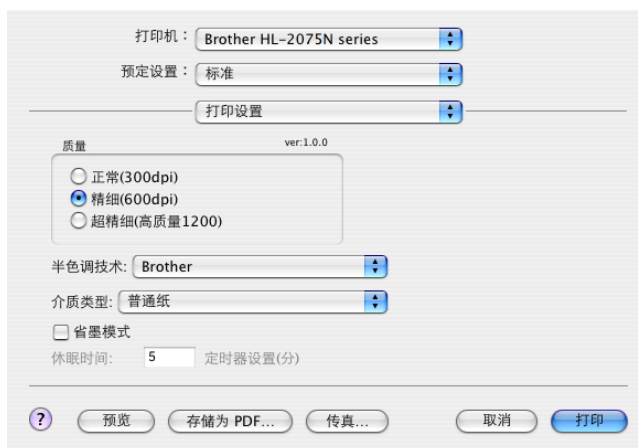 打印机： Brother HL-2075N series
预定设置： 标准
打印设置
质量 ver:1.0.0
正常(300dpi)
精细(600dpi)
超精细(高质量1200)
半色调技术: Brother
介质类型: 普通纸
省墨模式
休眠时间: 5 定时器设置(分)
? 预览 存储为 PDF... 传真... 取消 打印